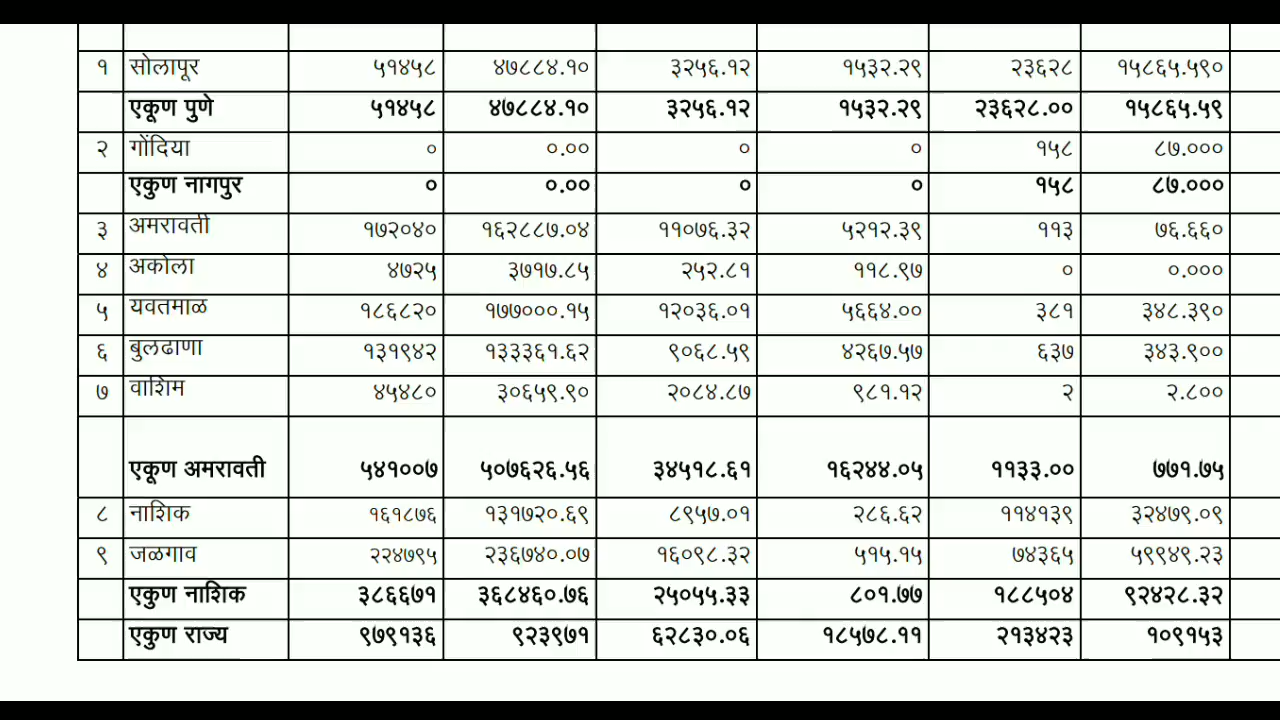 १ सोलापूर ५१४५८ ४७८८४.१० ३२५६.१२ १५३२.२९ २३६२८ १५८६५.५९०
एकूण पुणे ५१४५८ ४७८८४.१० ३२५६.१२ १५३२.२९ २३६२८.०० १५८६५.५९
२ गोंदिया ० ०.०० ० ० १५८ ८७.०००
एकुण नागपुर ० ०.०० ० ० १५८ ८७.०००
३ अमरावती १७२०४० १६२८८७.०४ ११०७६.३२ ५२१२.३९ ११३ ७६.६६०
४ अकोला ४७२५ ३७१७.८५ २५२.८१ ११८.९७ ० ०.०००
५ यवतमाळ १८६८२० १७७०००.१५ १२०३६.०१ ५६६४.०० ३८१ ३४८.३९०
६ बुलढाणा १३१९४२ १३३३६१.६२ ९०६८.५९ ४२६७.५७ ६३७ ३४३.९००
७ वाशिम ४५४८० ३०६५९.९० २०८४.८७ ९८१.१२ २ २.८००
एकूण अमरावती ५४१००७ ५०७६२६.५६ ३४५१८.६१ १६२४४.०५ ११३३.०० ७७१.७५
८ नाशिक १६१८७६ १३१७२०.६९ ८९५७.०१ २८६.६२ ११४१३९ ३२४७९.०९
९ जळगाव २२४७९५ २३६७४०.०७ १६०९८.३२ ५१५.१५ ७४३६५ ५९९४९.२३
एकुण नाशिक ३८६६७१ ३६८४६०.७६ २५०५५.३३ ८०१.७७ १८८५०४ ९२४२८.३२
एकुण राज्य ९७९१३६ ९२३९७१ ६२८३०.०६ १८५७८.११ २१३४२३ १०९१५३